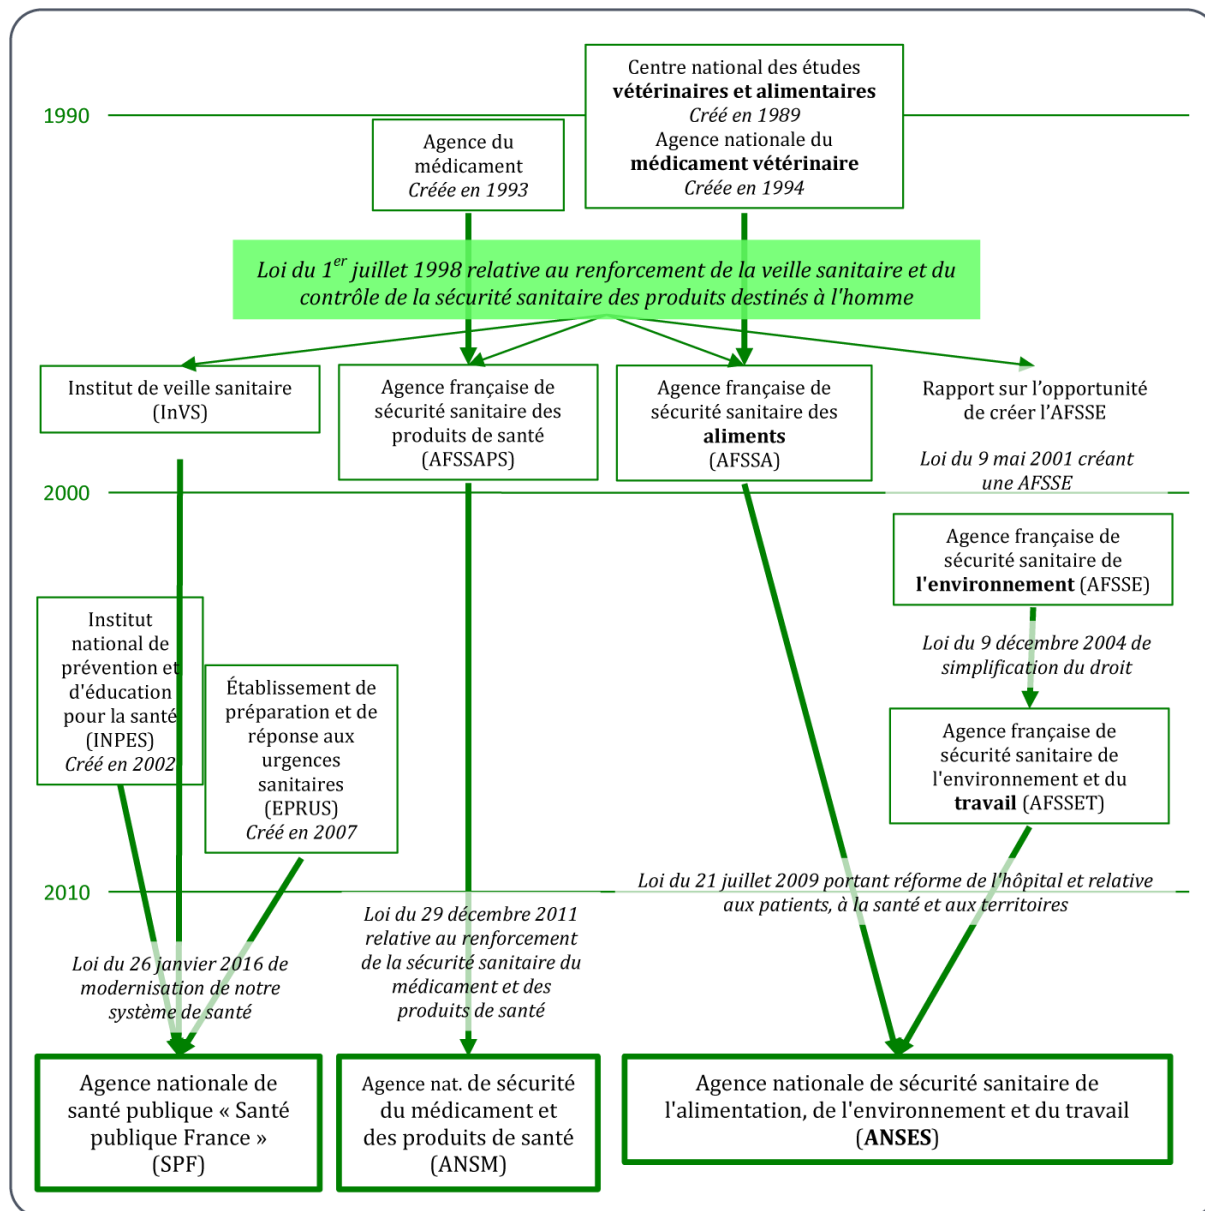 Centre national des études
vétérinaires et alimentaires
Créé en 1989
Agence nationale du
médicament vétérinaire
Créée en 1994
1990
Agence du
médicament
Créée en 1993
Loi du 1er juillet 1998 relative au renforcement de la veille sanitaire et du
contrôle de la sécurité sanitaire des produits destinés à l'homme
Institut de veille sanitaire
(InVS)
Agence française de
sécurité sanitaire des
produits de santé
(AFSSAPS)
Agence française de
sécurité sanitaire des
aliments
(AFSSA)
Rapport sur l’opportunité
de créer l’AFSSE
Loi du 9 mai 2001 créant
une AFSSE
2000
Agence française de
sécurité sanitaire de
l'environnement (AFSSE)
Institut
national de
prévention et
d'éducation
pour la santé
(INPES)
Créé en 2002
Établissement de
préparation et de
réponse aux
urgences
sanitaires
(EPRUS)
Créé en 2007
Loi du 9 décembre 2004 de
simplification du droit
Agence française de
sécurité sanitaire de
l'environnement et du
travail (AFSSET)
2010
Loi du 21 juillet 2009 portant réforme de l'hôpital et relative
aux patients, à la santé et aux territoires
Loi du 29 décembre 2011
relative au renforcement
de la sécurité sanitaire du
médicament et des
produits de santé
Loi du 26 janvier 2016 de
modernisation de notre
système de santé
Agence nationale de
santé publique « Santé
publique France »
(SPF)
Agence nat. de sécurité
du médicament et
des produits de santé
(ANSM)
Agence nationale de sécurité sanitaire de
l'alimentation, de l'environnement et du travail
(ANSES)